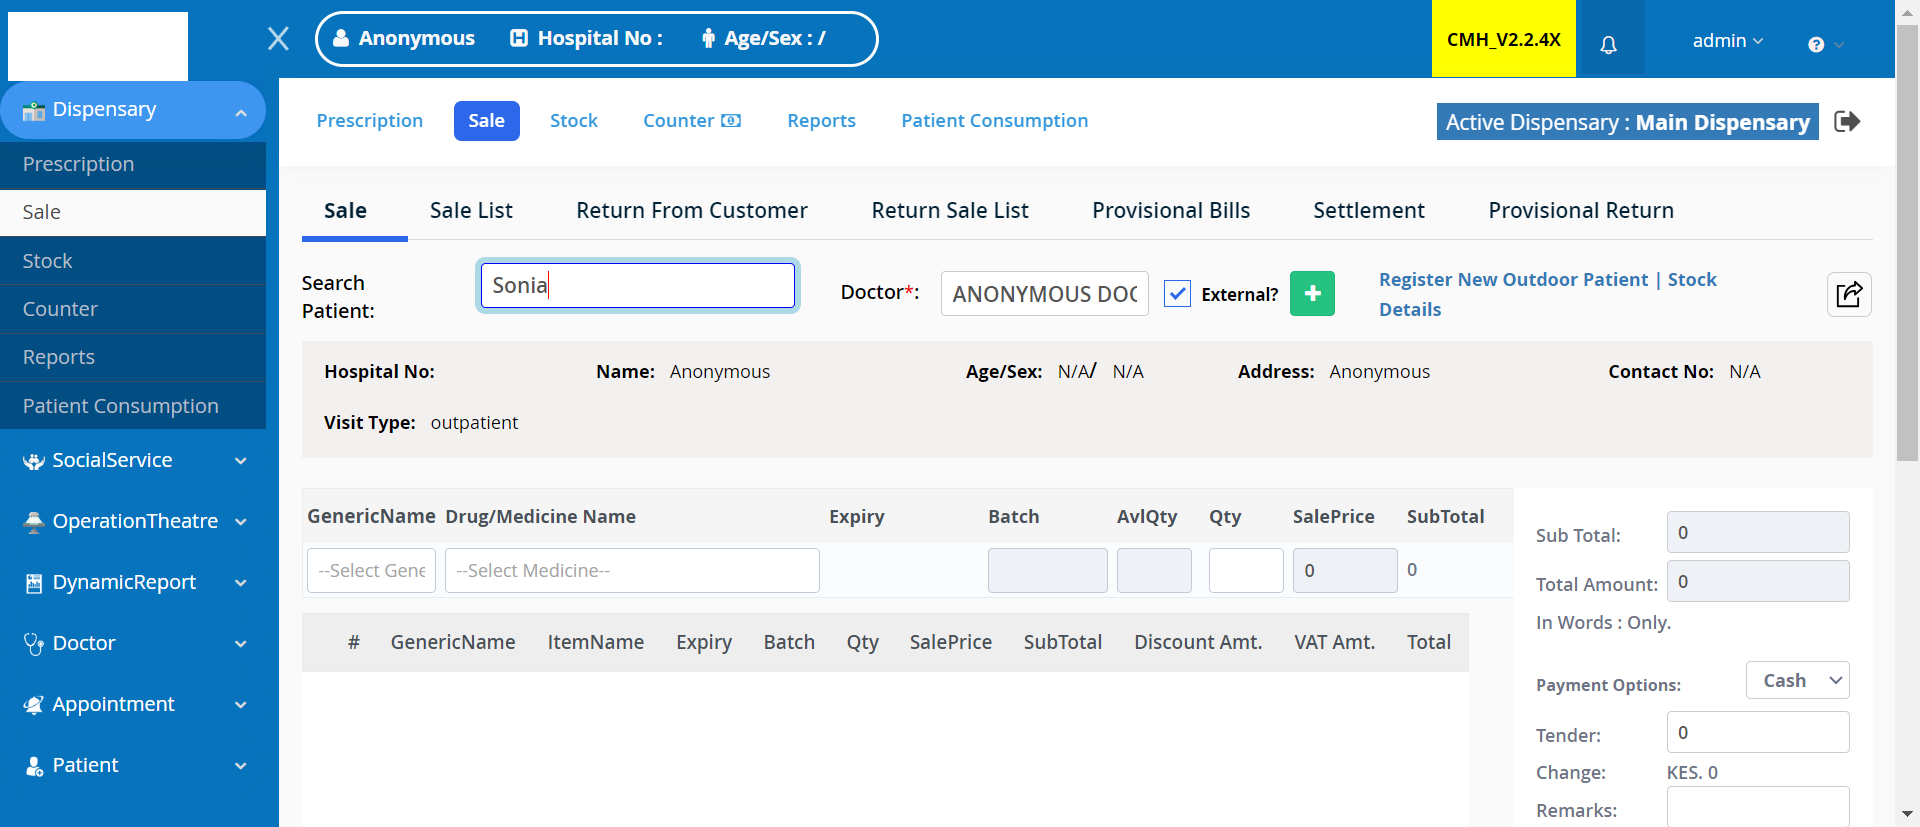 Anonymous Hospital No : Age/Sex : /
CMH_V2.2.4X
admin
Dispensary
Prescription
Sale
Stock
Counter
Reports
Patient Consumption
SocialService
OperationTheatre
DynamicReport
Doctor
Appointment
Patient
Prescription Sale Stock Counter Reports Patient Consumption
Active Dispensary : Main Dispensary
Sale Sale List Return From Customer Return Sale List Provisional Bills Settlement Provisional Return
Search
Patient:
Sonia
Doctor*: ANONYMOUS DOC External? +
Register New Outdoor Patient | Stock
Details
Hospital No: Name: Anonymous Age/Sex: N/A/ N/A Address: Anonymous Contact No: N/A
Visit Type: outpatient
GenericName Drug/Medicine Name Expiry Batch AvlQty Qty SalePrice SubTotal
--Select Gene --Select Medicine-- 0 0
# GenericName ItemName Expiry Batch Qty SalePrice SubTotal Discount Amt. VAT Amt. Total
Sub Total: 0
Total Amount: 0
In Words : Only.
Payment Options: Cash
Tender: 0
Change: KES. 0
Remarks: